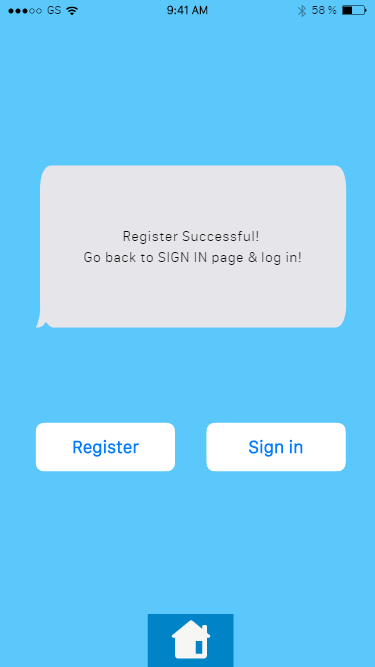 GS 9:41 AM 58 %
Register Successful!
Go back to SIGN IN page & log in!
Register Sign in